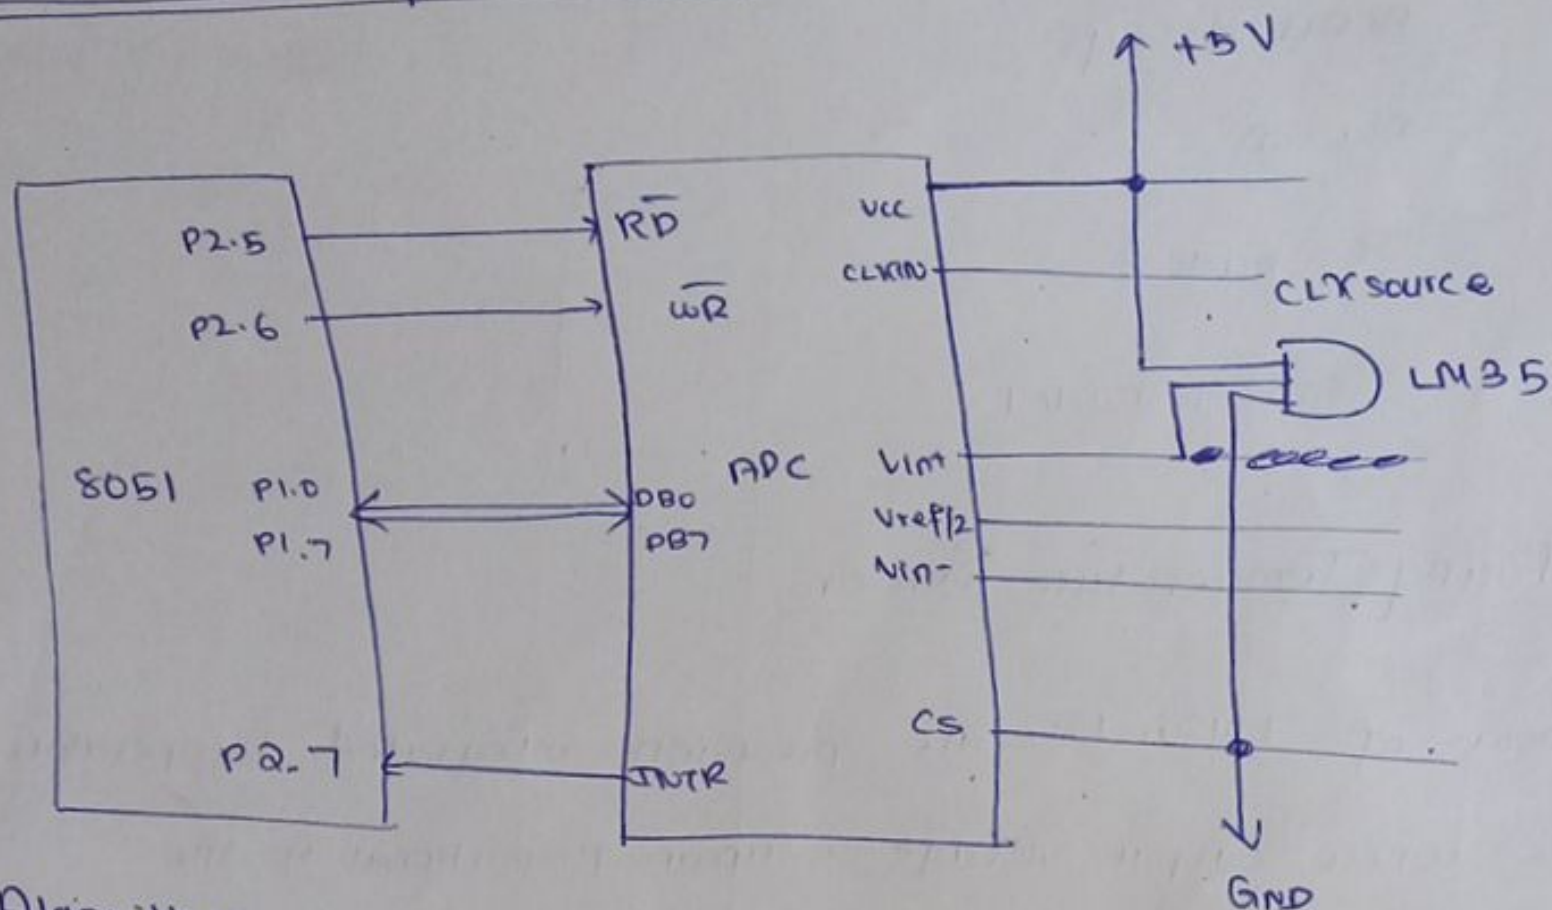 +5V
P2.5
RD
VCC
P2.6
WR
CLKIN
CLK source
LM35
8051
P1.0
P1.7
DB0
DB7
ADC
Vin+
Vref/2
Vin-
P2.7
INTR
CS
GND